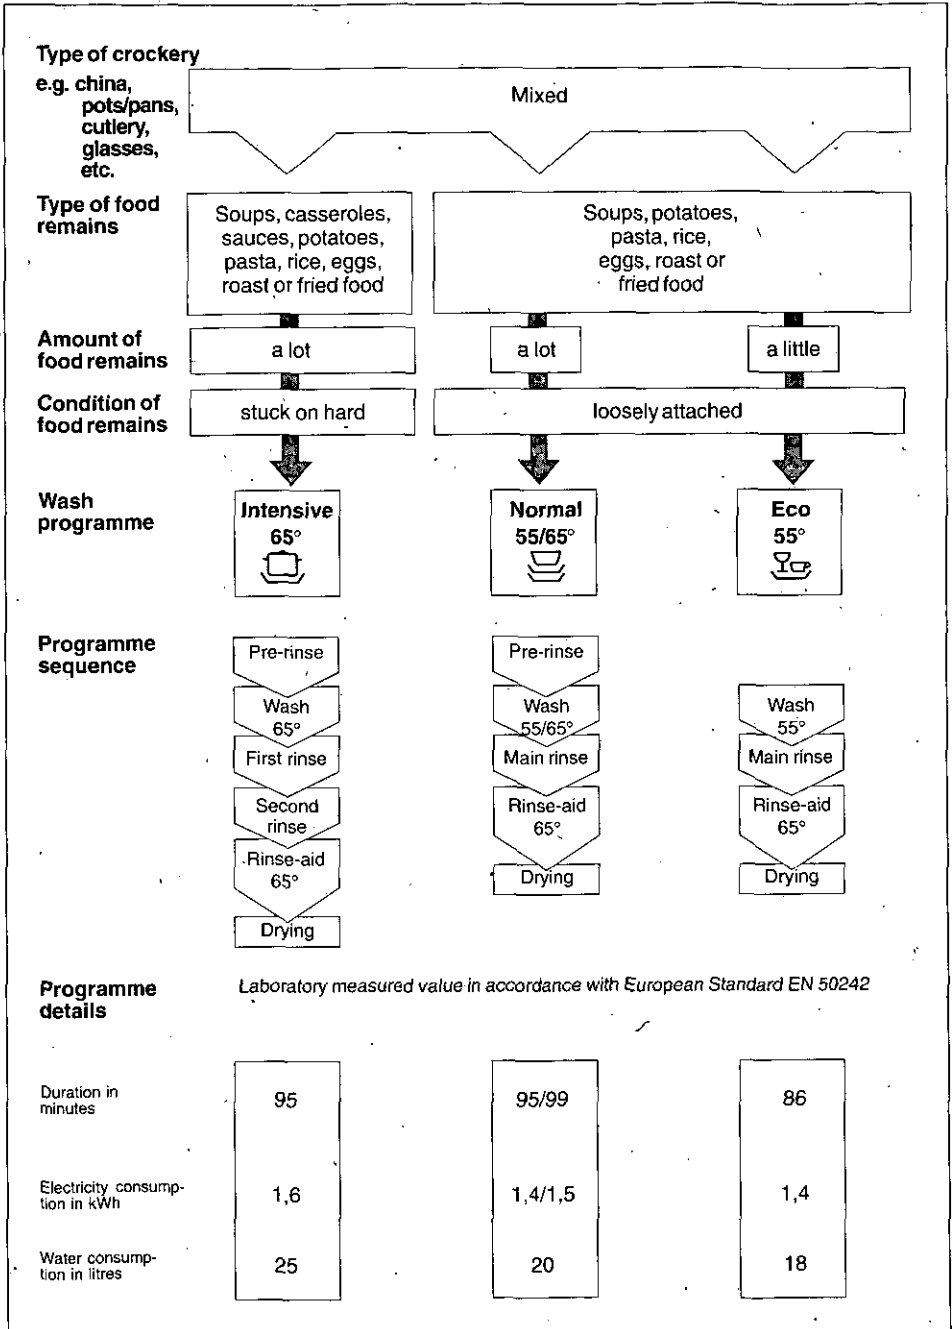 Type of crockery
e.g. china,
pots/pans,
cutlery,
glasses,
etc.
Mixed
Type of food
remains
Soups, casseroles,
sauces, potatoes,
pasta, rice, eggs,
roast or fried food
Soups, potatoes,
pasta, rice,
eggs, roast or
fried food
Amount of
food remains
a lot
a lot
a little
Condition of
food remains
stuck on hard
loosely attached
Wash
programme
Intensive
65°
Normal
55/65°
Eco
55°
Programme
sequence
Pre-rinse
Wash
65°
First rinse
Second
rinse
Rinse-aid
65°
Drying
Pre-rinse
Wash
55/65°
Main rinse
Rinse-aid
65°
Drying
Wash
55°
Main rinse
Rinse-aid
65°
Drying
Programme
details
Laboratory measured value in accordance with European Standard EN 50242
Duration in
minutes
95
95/99
86
Electricity consump-
tion in kWh
1,6
1,4/1,5
1,4
Water consump-
tion in litres
25
20
18